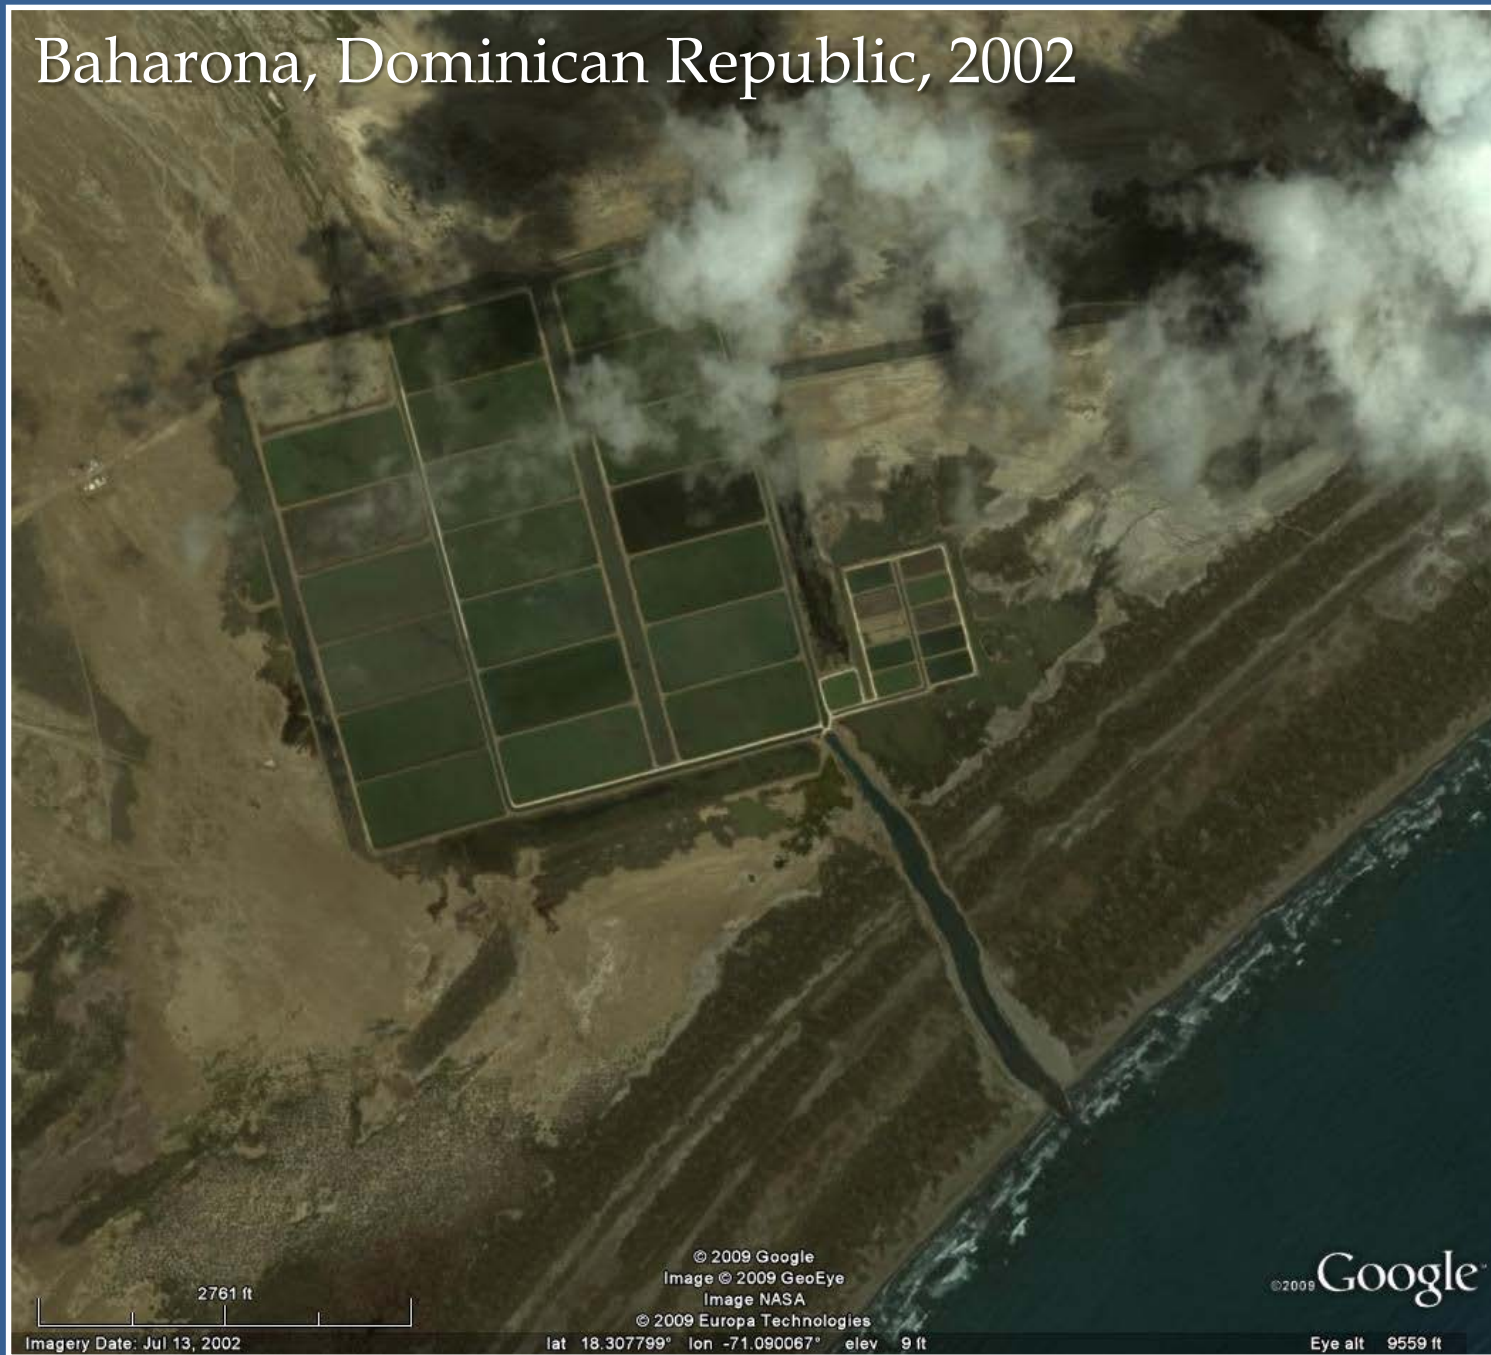 Baharona, Dominican Republic, 2002
© 2009 Google
Image © 2009 GeoEye
Image NASA
© 2009 Europa Technologies
©2009 Google™
2761 ft
Imagery Date: Jul 13, 2002 lat 18.307799° lon -71.090067° elev 9 ft Eye alt 9559 ft